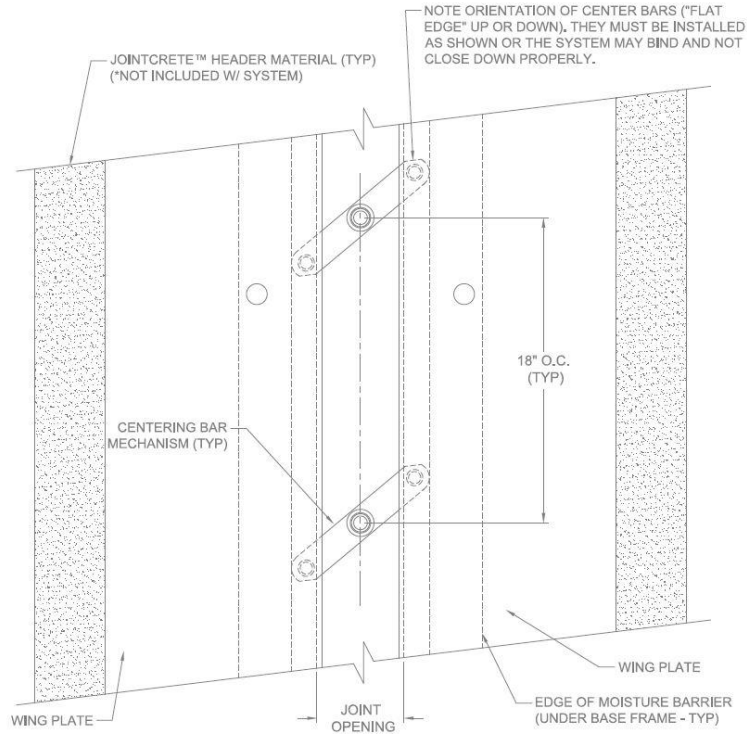 NOTE ORIENTATION OF CENTER BARS ("FLAT
EDGE" UP OR DOWN). THEY MUST BE INSTALLED
AS SHOWN OR THE SYSTEM MAY BIND AND NOT
CLOSE DOWN PROPERLY.
JOINTCRETE™ HEADER MATERIAL (TYP)
(*NOT INCLUDED W/ SYSTEM)
18" O.C.
(TYP)
CENTERING BAR
MECHANISM (TYP)
WING PLATE
WING PLATE
JOINT
OPENING
EDGE OF MOISTURE BARRIER
(UNDER BASE FRAME - TYP)